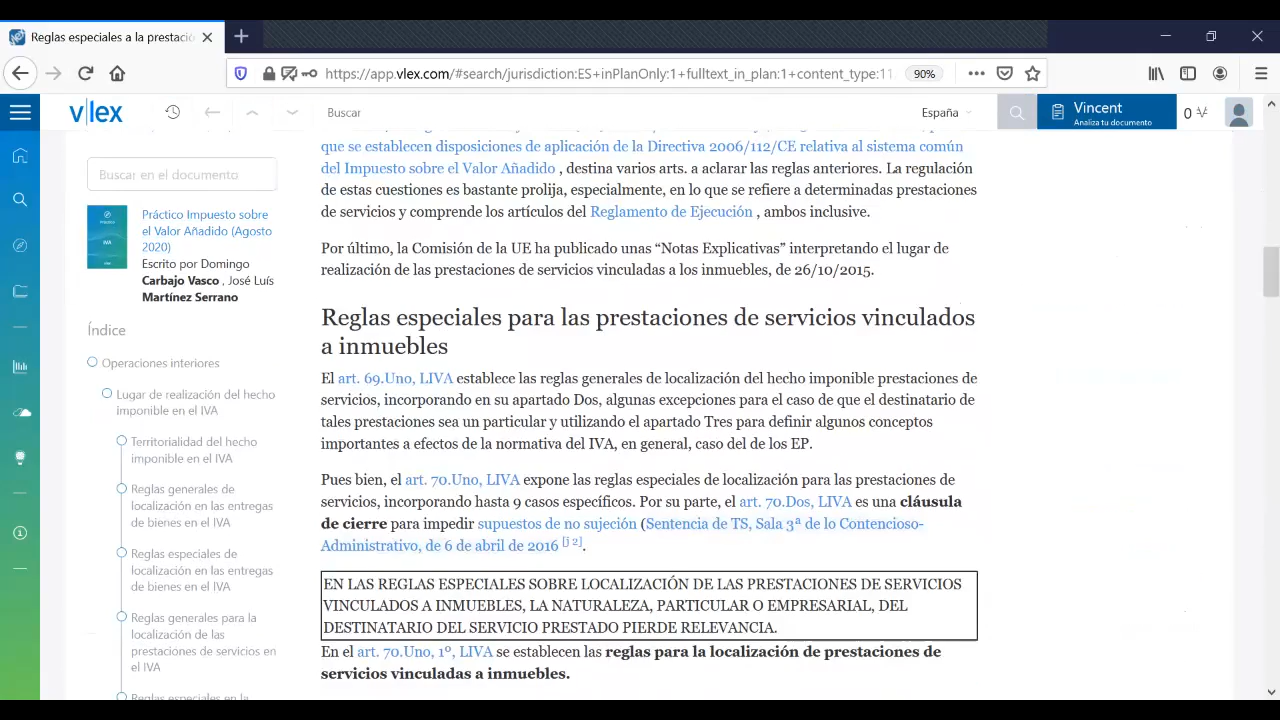 Reglas especiales a la prestació
https://app.vlex.com/#search/jurisdiction:ES+inPlanOnly:1+fulltext_in_plan:1+content_type:11
90%
vlex
Buscar
España
Vincent
Analiza tu documento
0
Buscar en el documento
Práctico Impuesto sobre
el Valor Añadido (Agosto
2020)
Escrito por Domingo
Carbajo Vasco , José Luís
Martínez Serrano
Índice
Operaciones interiores
Lugar de realización del hecho
imponible en el IVA
Territorialidad del hecho
imponible en el IVA
Reglas generales de
localización en las entregas
de bienes en el IVA
Reglas especiales de
localización en las entregas
de bienes en el IVA
Reglas generales para la
localización de las
prestaciones de servicios en
el IVA
Reglas especiales en la
que se establecen disposiciones de aplicación de la Directiva 2006/112/CE relativa al sistema común
del Impuesto sobre el Valor Añadido , destina varios arts. a aclarar las reglas anteriores. La regulación
de estas cuestiones es bastante prolija, especialmente, en lo que se refiere a determinadas prestaciones
de servicios y comprende los artículos del Reglamento de Ejecución , ambos inclusive.
Por último, la Comisión de la UE ha publicado unas “Notas Explicativas” interpretando el lugar de
realización de las prestaciones de servicios vinculadas a los inmuebles, de 26/10/2015.
Reglas especiales para las prestaciones de servicios vinculados
a inmuebles
El art. 69.Uno, LIVA establece las reglas generales de localización del hecho imponible prestaciones de
servicios, incorporando en su apartado Dos, algunas excepciones para el caso de que el destinatario de
tales prestaciones sea un particular y utilizando el apartado Tres para definir algunos conceptos
importantes a efectos de la normativa del IVA, en general, caso del de los EP.
Pues bien, el art. 70.Uno, LIVA expone las reglas especiales de localización para las prestaciones de
servicios, incorporando hasta 9 casos específicos. Por su parte, el art. 70.Dos, LIVA es una cláusula
de cierre para impedir supuestos de no sujeción (Sentencia de TS, Sala 3ª de lo Contencioso-
Administrativo, de 6 de abril de 2016 [j 2].
EN LAS REGLAS ESPECIALES SOBRE LOCALIZACIÓN DE LAS PRESTACIONES DE SERVICIOS
VINCULADOS A INMUEBLES, LA NATURALEZA, PARTICULAR O EMPRESARIAL, DEL
DESTINATARIO DEL SERVICIO PRESTADO PIERDE RELEVANCIA.
En el art. 70.Uno, 1º, LIVA se establecen las reglas para la localización de prestaciones de
servicios vinculadas a inmuebles.